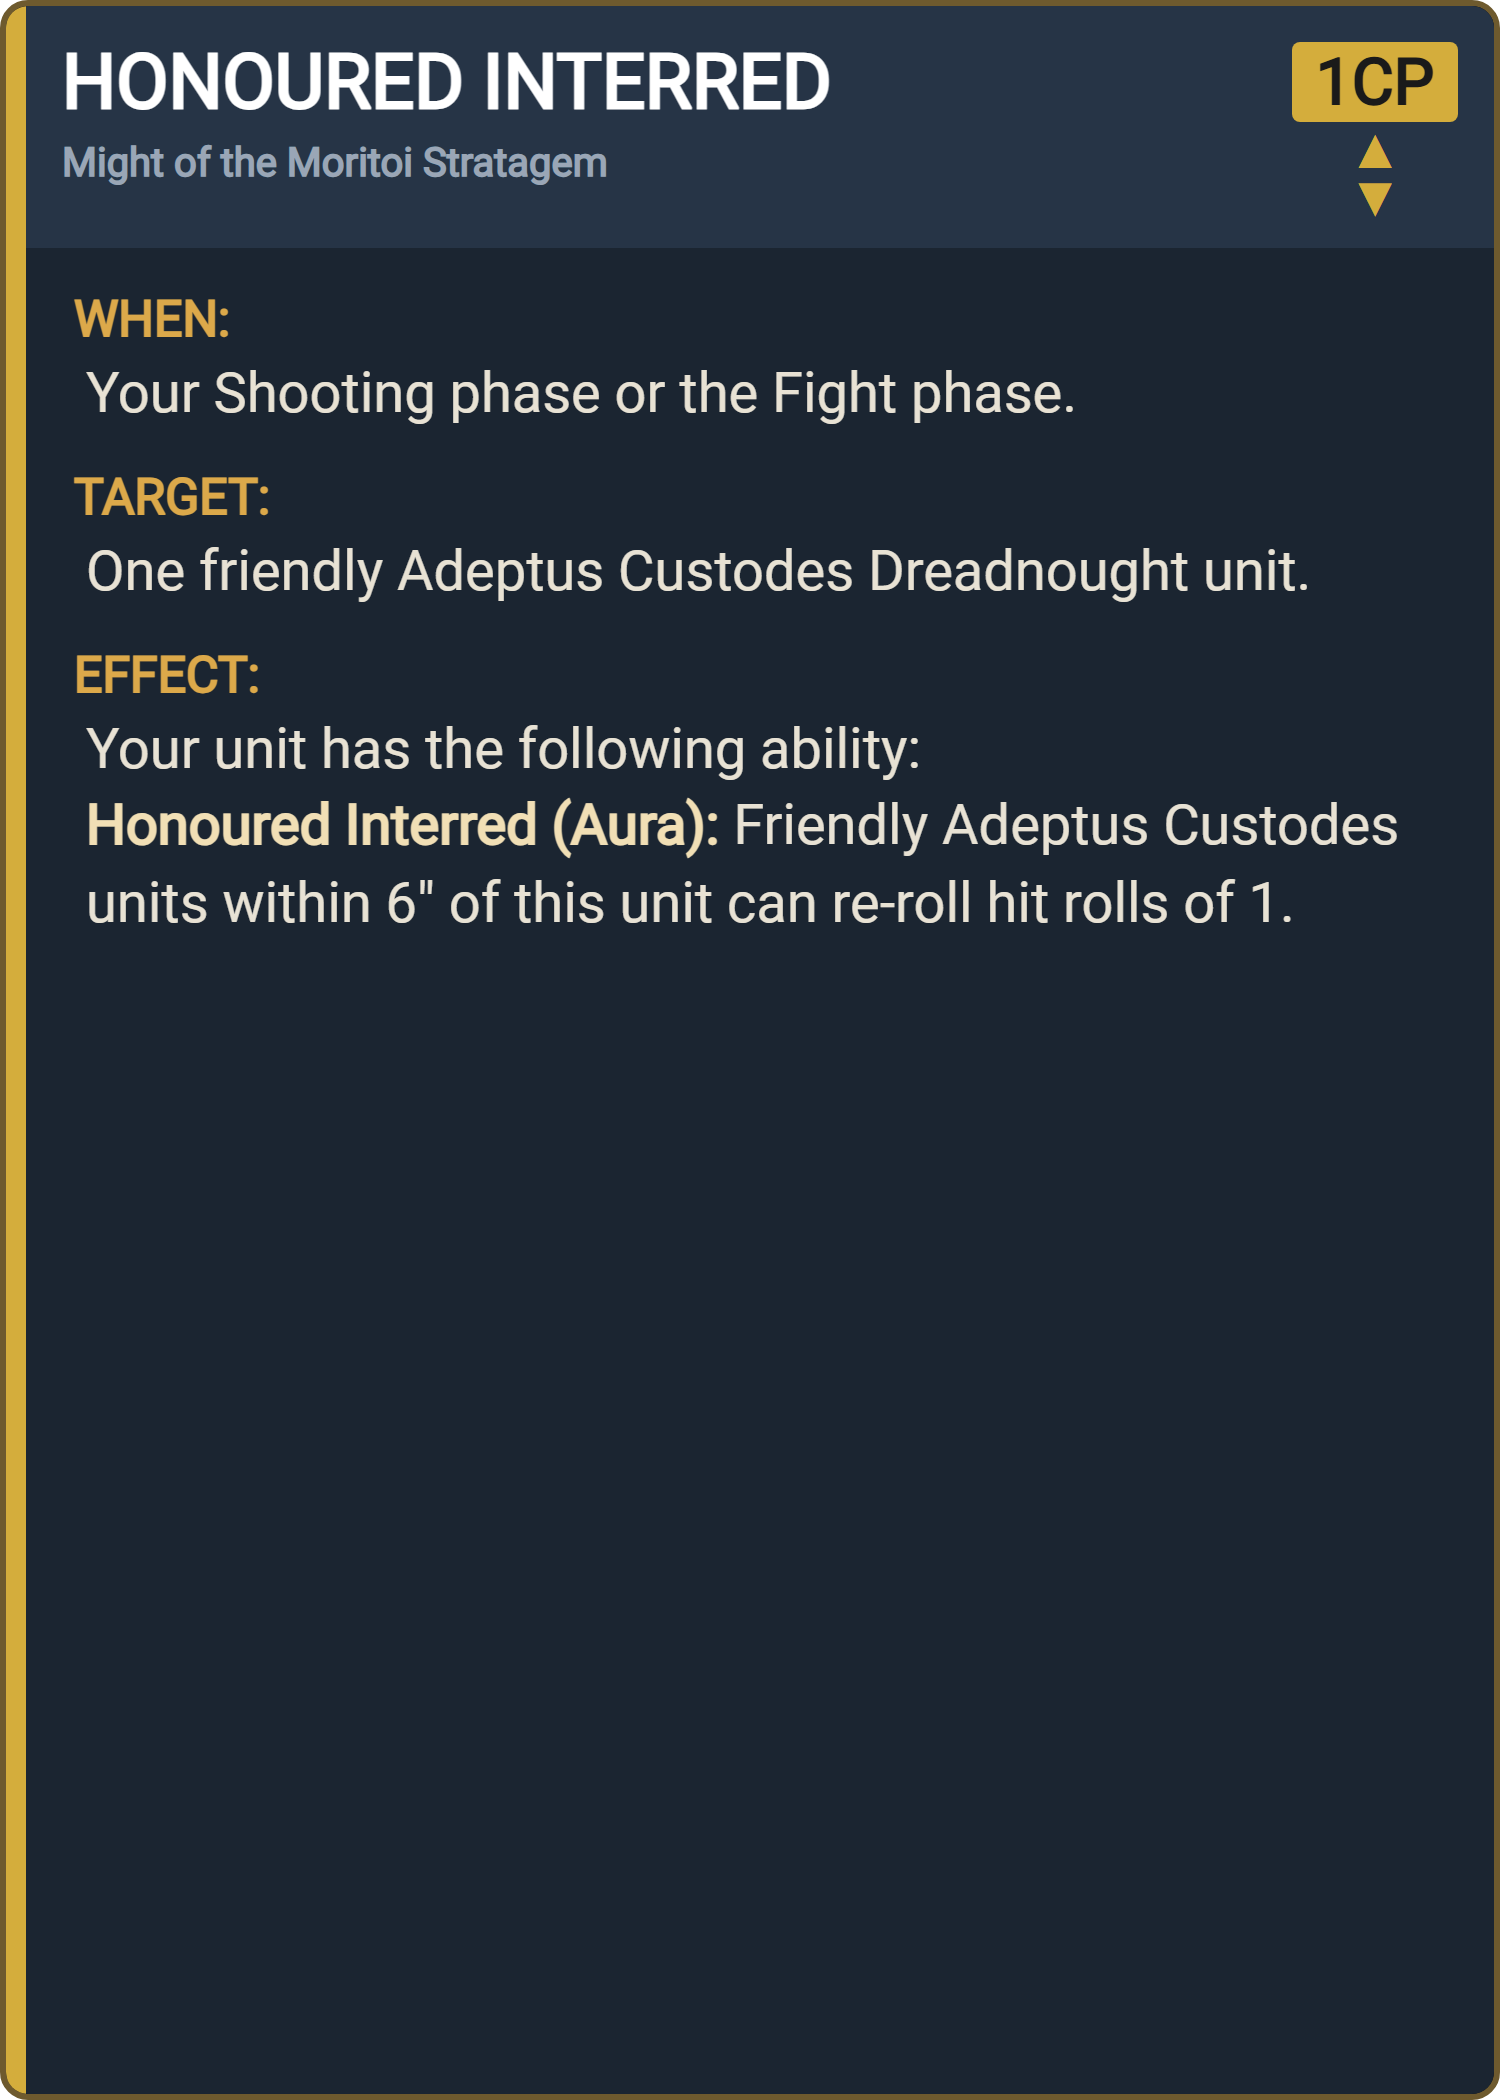 HONOURED INTERRED
1CP
Might of the Moritoi Stratagem
▲
▼
WHEN:
Your Shooting phase or the Fight phase.
TARGET:
One friendly Adeptus Custodes Dreadnought unit.
EFFECT:
Your unit has the following ability:
Honoured Interred (Aura): Friendly Adeptus Custodes
units within 6" of this unit can re-roll hit rolls of 1.